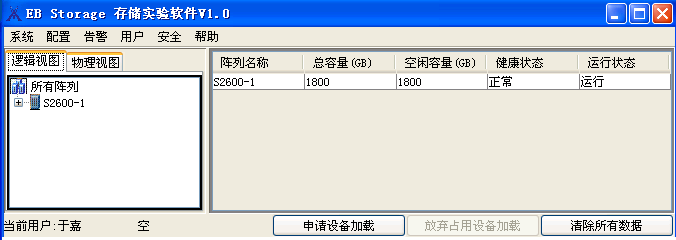 EB Storage 存储实验软件V1.0
系统 配置 告警 用户 安全 帮助
逻辑视图 物理视图
所有阵列
S2600-1
阵列名称 总容量(GB) 空闲容量(GB) 健康状态 运行状态
S2600-1 1800 1800 正常 运行
当前用户:于嘉 空 申请设备加载 放弃占用设备加载 清除所有数据